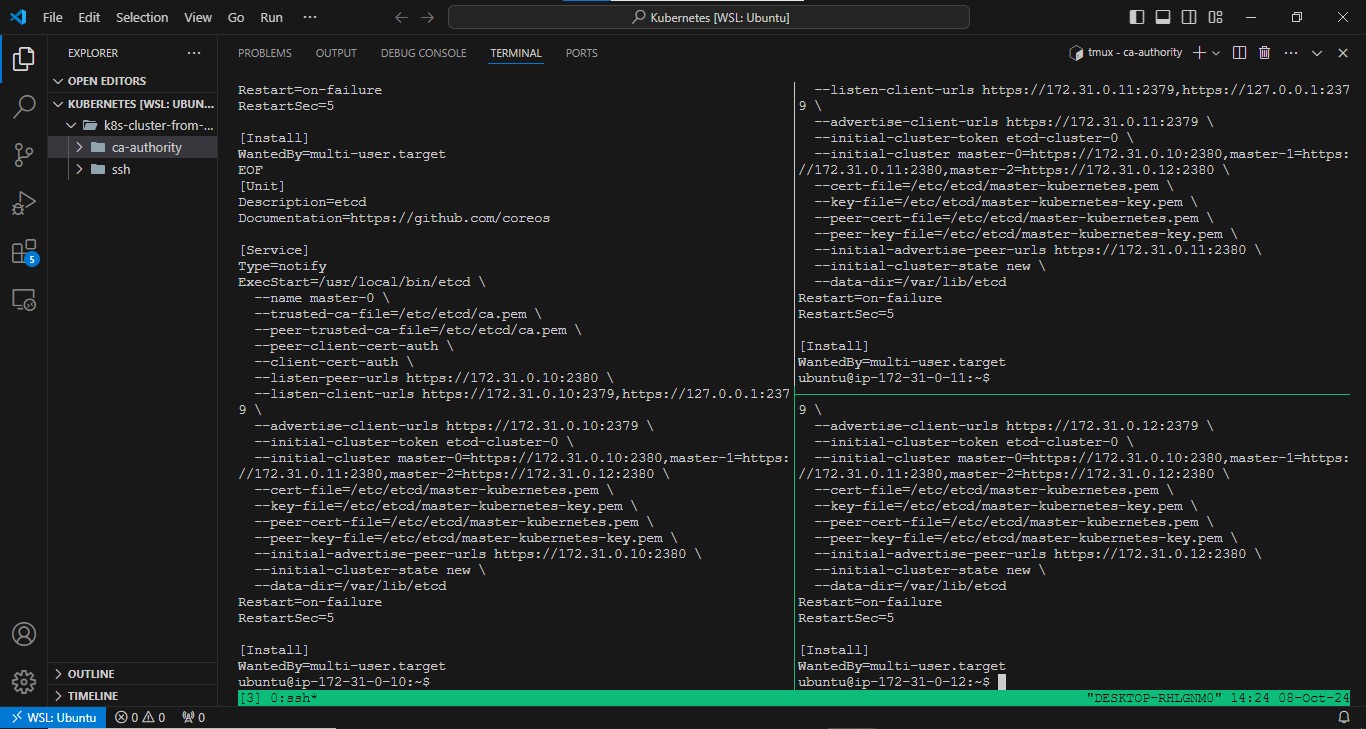 File Edit Selection View Go Run ··· Kubernetes [WSL: Ubuntu]
EXPLORER ···
OPEN EDITORS
KUBERNETES [WSL: UBUN...
k8s-cluster-from-...
ca-authority
ssh
OUTLINE
TIMELINE
5
PROBLEMS OUTPUT DEBUG CONSOLE TERMINAL PORTS
tmux - ca-authority
Restart=on-failure
RestartSec=5
[Install]
WantedBy=multi-user.target
EOF
[Unit]
Description=etcd
Documentation=https://github.com/coreos
[Service]
Type=notify
ExecStart=/usr/local/bin/etcd \
--name master-0 \
--trusted-ca-file=/etc/etcd/ca.pem \
--peer-trusted-ca-file=/etc/etcd/ca.pem \
--peer-client-cert-auth \
--client-cert-auth \
--listen-peer-urls https://172.31.0.10:2380 \
--listen-client-urls https://172.31.0.10:2379,https://127.0.0.1:237
9 \
--advertise-client-urls https://172.31.0.10:2379 \
--initial-cluster-token etcd-cluster-0 \
--initial-cluster master-0=https://172.31.0.10:2380,master-1=https:
//172.31.0.11:2380,master-2=https://172.31.0.12:2380 \
--cert-file=/etc/etcd/master-kubernetes.pem \
--key-file=/etc/etcd/master-kubernetes-key.pem \
--peer-cert-file=/etc/etcd/master-kubernetes.pem \
--peer-key-file=/etc/etcd/master-kubernetes-key.pem \
--initial-advertise-peer-urls https://172.31.0.10:2380 \
--initial-cluster-state new \
--data-dir=/var/lib/etcd
Restart=on-failure
RestartSec=5
[Install]
WantedBy=multi-user.target
ubuntu@ip-172-31-0-10:~$
--listen-client-urls https://172.31.0.11:2379,https://127.0.0.1:237
9 \
--advertise-client-urls https://172.31.0.11:2379 \
--initial-cluster-token etcd-cluster-0 \
--initial-cluster master-0=https://172.31.0.10:2380,master-1=https:
//172.31.0.11:2380,master-2=https://172.31.0.12:2380 \
--cert-file=/etc/etcd/master-kubernetes.pem \
--key-file=/etc/etcd/master-kubernetes-key.pem \
--peer-cert-file=/etc/etcd/master-kubernetes.pem \
--peer-key-file=/etc/etcd/master-kubernetes-key.pem \
--initial-advertise-peer-urls https://172.31.0.11:2380 \
--initial-cluster-state new \
--data-dir=/var/lib/etcd
Restart=on-failure
RestartSec=5
[Install]
WantedBy=multi-user.target
ubuntu@ip-172-31-0-11:~$
9 \
--advertise-client-urls https://172.31.0.12:2379 \
--initial-cluster-token etcd-cluster-0 \
--initial-cluster master-0=https://172.31.0.10:2380,master-1=https:
//172.31.0.11:2380,master-2=https://172.31.0.12:2380 \
--cert-file=/etc/etcd/master-kubernetes.pem \
--key-file=/etc/etcd/master-kubernetes-key.pem \
--peer-cert-file=/etc/etcd/master-kubernetes.pem \
--peer-key-file=/etc/etcd/master-kubernetes-key.pem \
--initial-advertise-peer-urls https://172.31.0.12:2380 \
--initial-cluster-state new \
--data-dir=/var/lib/etcd
Restart=on-failure
RestartSec=5
[Install]
WantedBy=multi-user.target
ubuntu@ip-172-31-0-12:~$
[3] 0:ssh* "DESKTOP-RHLGNM0" 14:24 08-Oct-24
WSL: Ubuntu 0 0 0